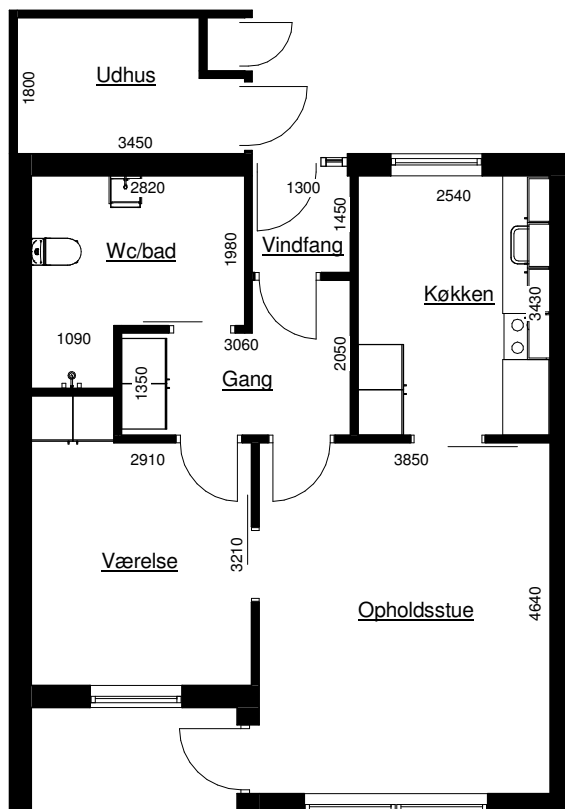 Udhus
1800
3450
2820
1300
2540
1450
Wc/bad
1980
Vindfang
Køkken
3430
1090
3060
2050
1350
Gang
2910
3850
Værelse
3210
Opholdsstue
4640